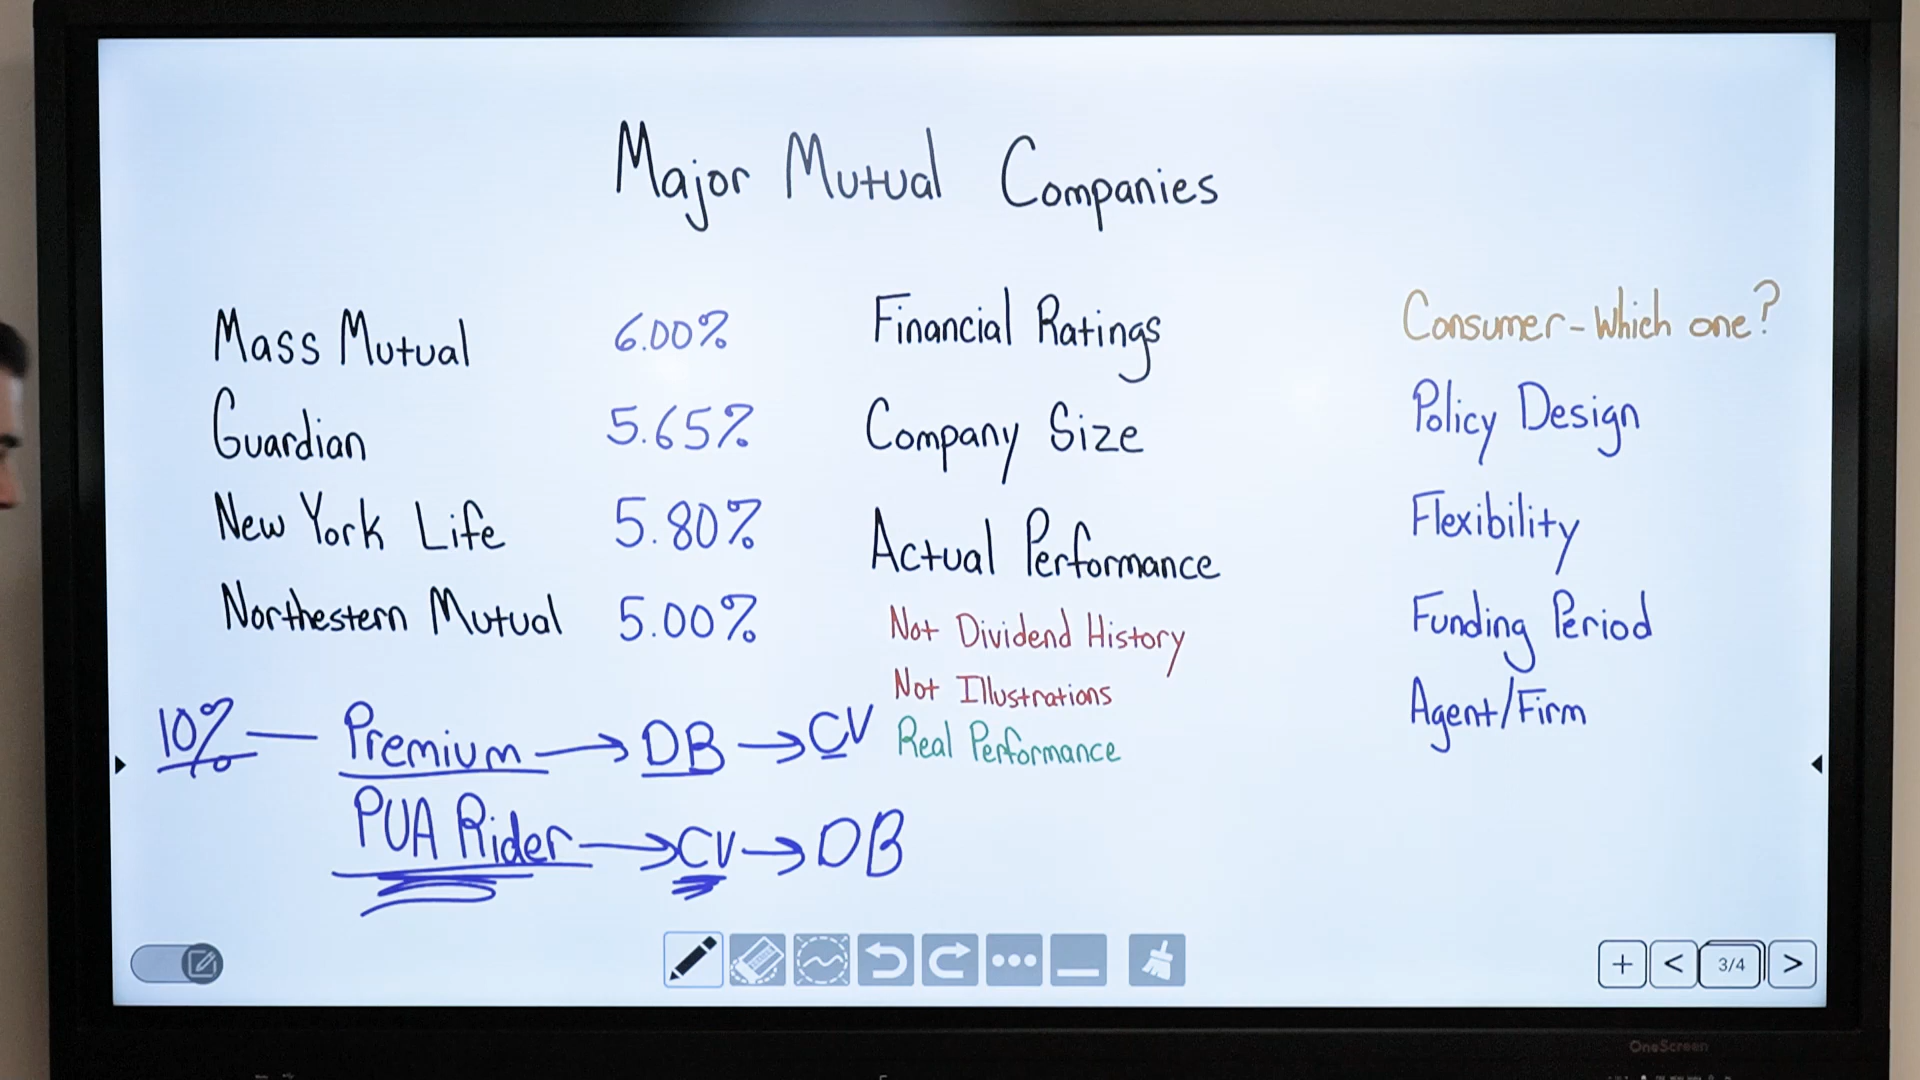 Major Mutual Companies
Mass Mutual 6.00%
Guardian 5.65%
New York Life 5.80%
Northestern Mutual 5.00%
Financial Ratings
Company Size
Actual Performance
Not Dividend History
Not Illustrations
Real Performance
Consumer - Which one?
Policy Design
Flexibility
Funding Period
Agent/Firm
10% — Premium → DB → CV
PUA Rider → CV → DB
3/4
OneScreen